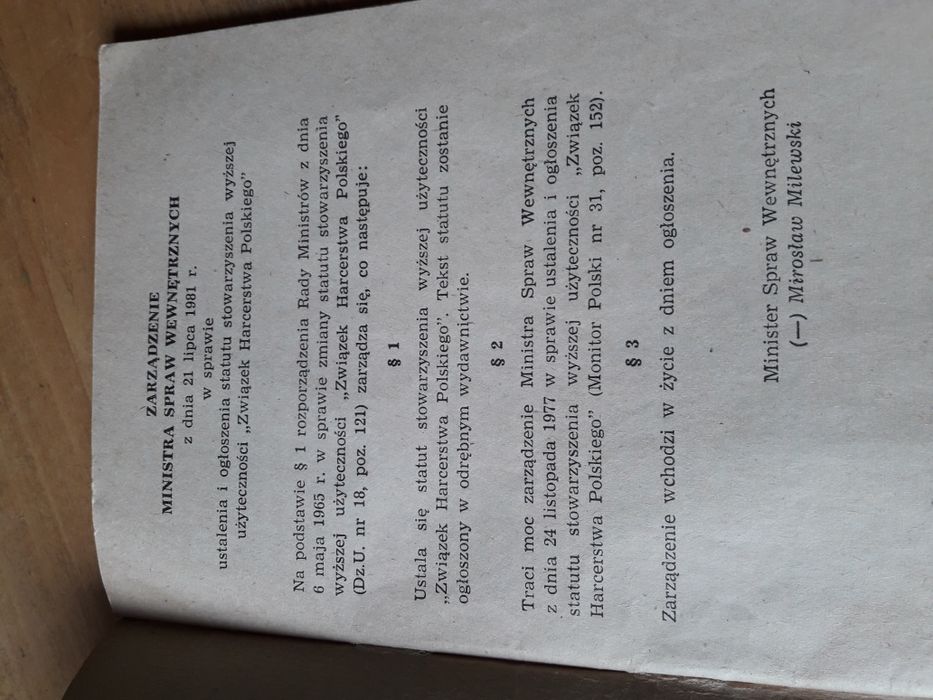 ZARZĄDZENIE
MINISTRA SPRAW WEWNĘTRZNYCH
z dnia 21 lipca 1981 r.
w sprawie
ustalenia i ogłoszenia statutu stowarzyszenia wyższej
użyteczności „Związek Harcerstwa Polskiego”
Na podstawie § 1 rozporządzenia Rady Ministrów z dnia
6 maja 1965 r. w sprawie zmiany statutu stowarzyszenia
wyższej użyteczności „Związek Harcerstwa Polskiego”
(Dz.U. nr 18, poz. 121) zarządza się, co następuje:
§ 1
Ustala się statut stowarzyszenia wyższej użyteczności
„Związek Harcerstwa Polskiego”. Tekst statutu zostanie
ogłoszony w odrębnym wydawnictwie.
§ 2
Traci moc zarządzenie Ministra Spraw Wewnętrznych
z dnia 24 listopada 1977 w sprawie ustalenia i ogłoszenia
statutu stowarzyszenia wyższej użyteczności „Związek
Harcerstwa Polskiego” (Monitor Polski nr 31, poz. 152).
§ 3
Zarządzenie wchodzi w życie z dniem ogłoszenia.
Minister Spraw Wewnętrznych
(—) Mirosław Milewski